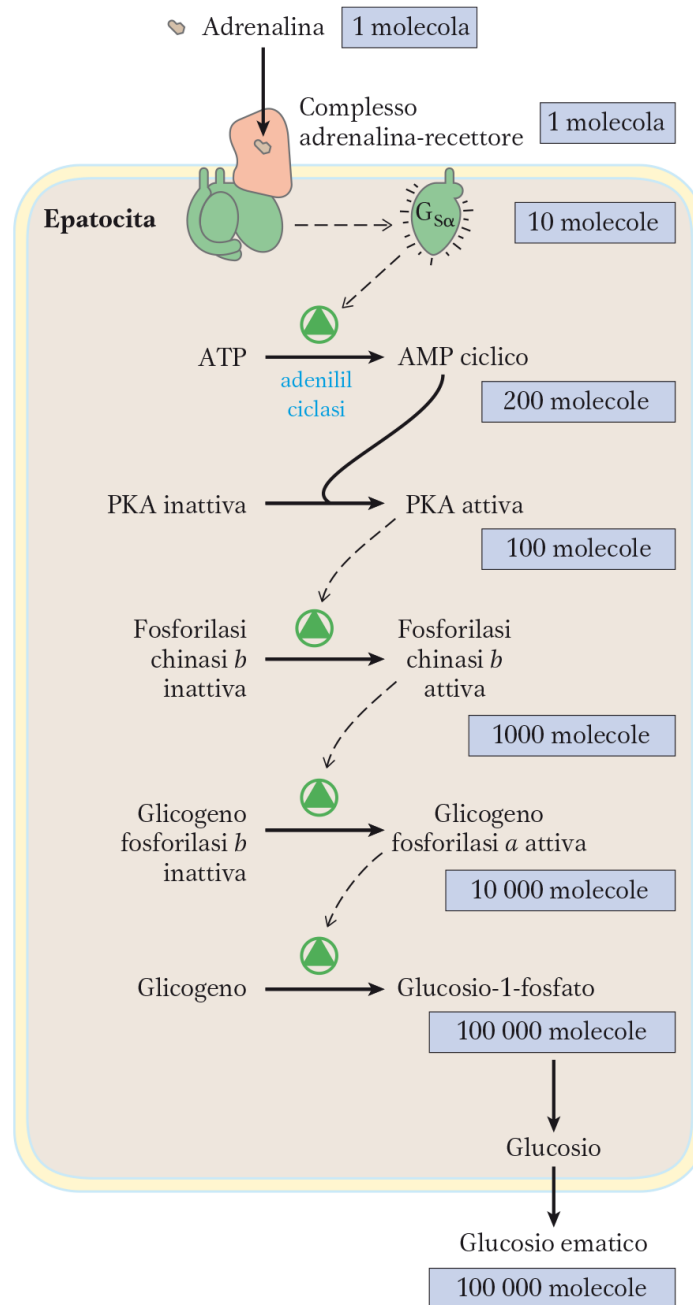 Adrenalina
1 molecola
Complesso
adrenalina-recettore
1 molecola
Epatocita
GSα
10 molecole
ATP
AMP ciclico
adenilil
ciclasi
200 molecole
PKA inattiva
PKA attiva
100 molecole
Fosforilasi
chinasi b
inattiva
Fosforilasi
chinasi b
attiva
1000 molecole
Glicogeno
fosforilasi b
inattiva
Glicogeno
fosforilasi a attiva
10 000 molecole
Glicogeno
Glucosio-1-fosfato
100 000 molecole
Glucosio
Glucosio ematico
100 000 molecole